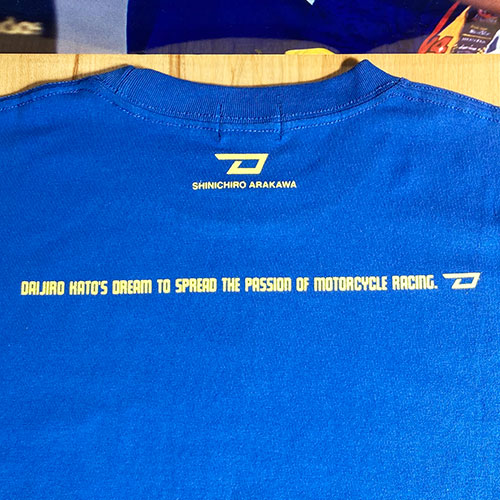 SHINICHIRO ARAKAWA
DAIJIRO KATO'S DREAM TO SPREAD THE PASSION OF MOTORCYCLE RACING.